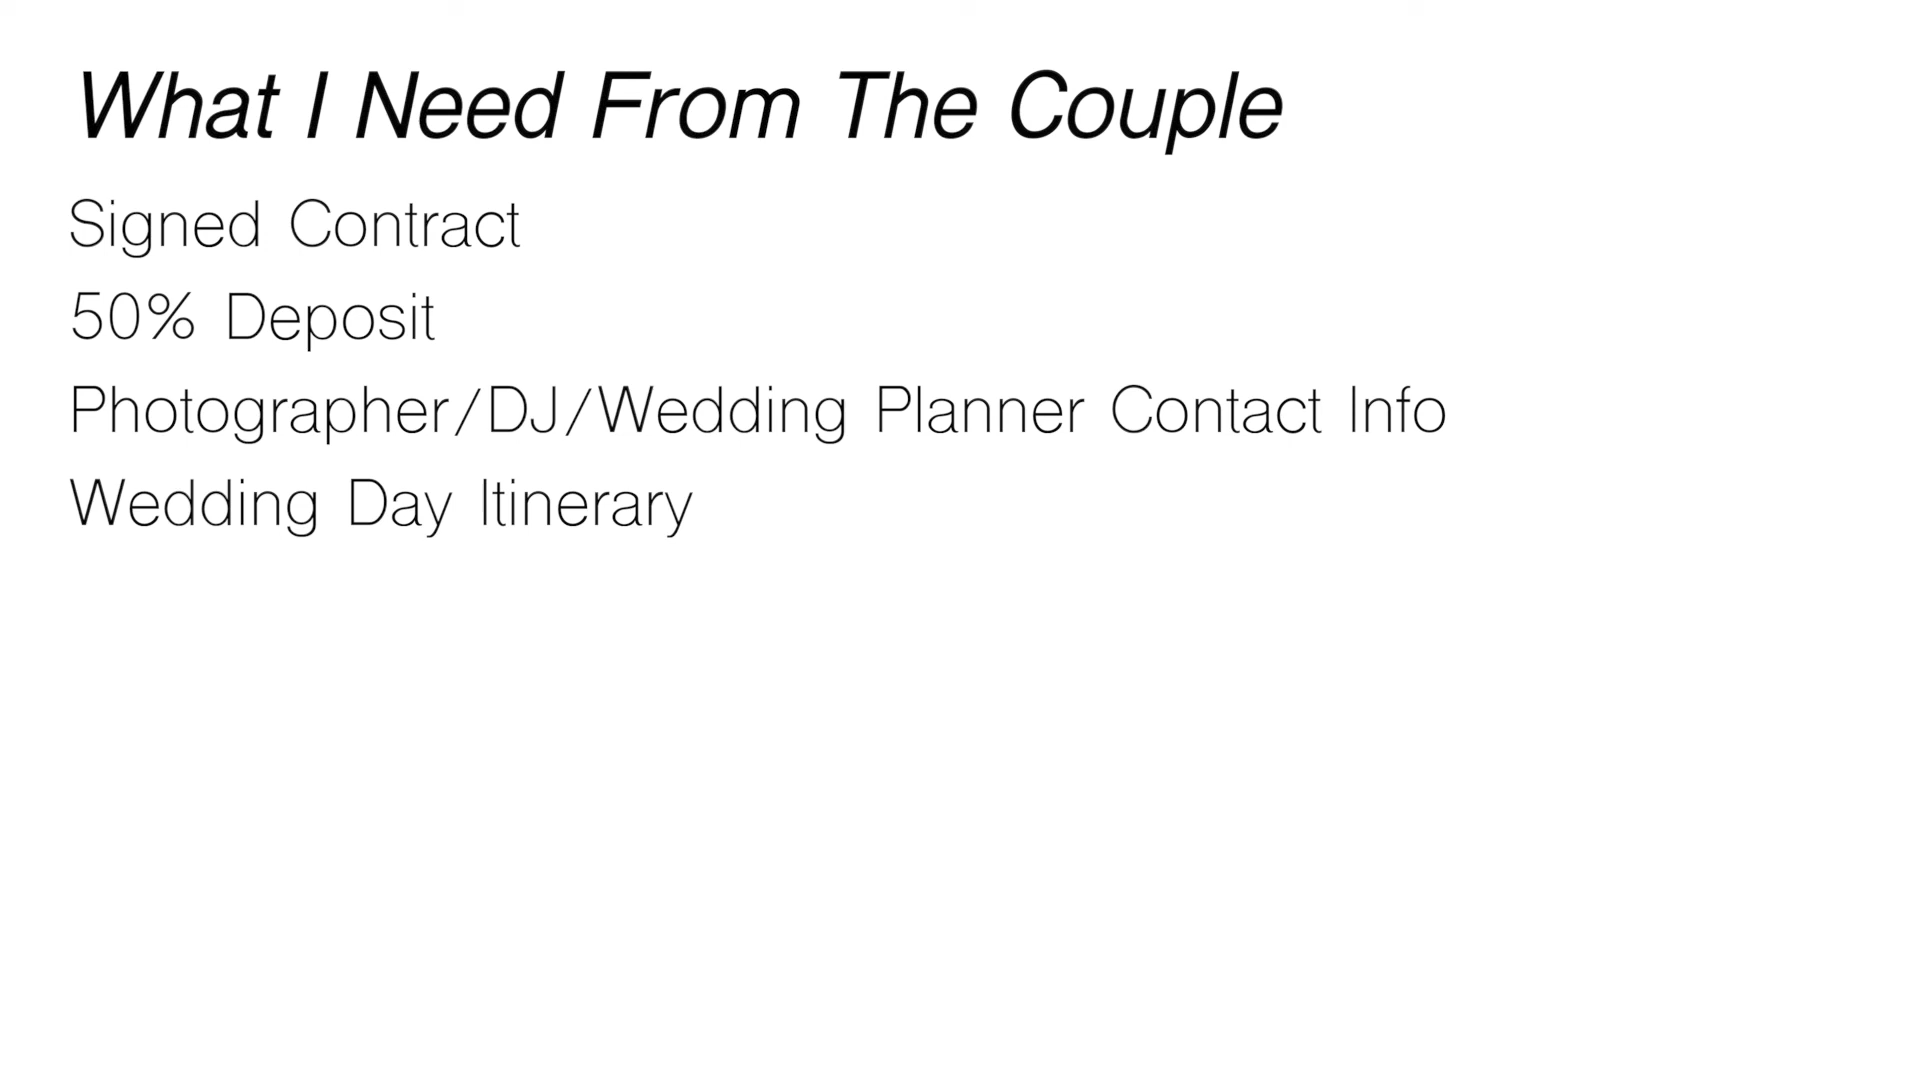 What I Need From The Couple
Signed Contract
50% Deposit
Photographer/DJ/Wedding Planner Contact Info
Wedding Day Itinerary